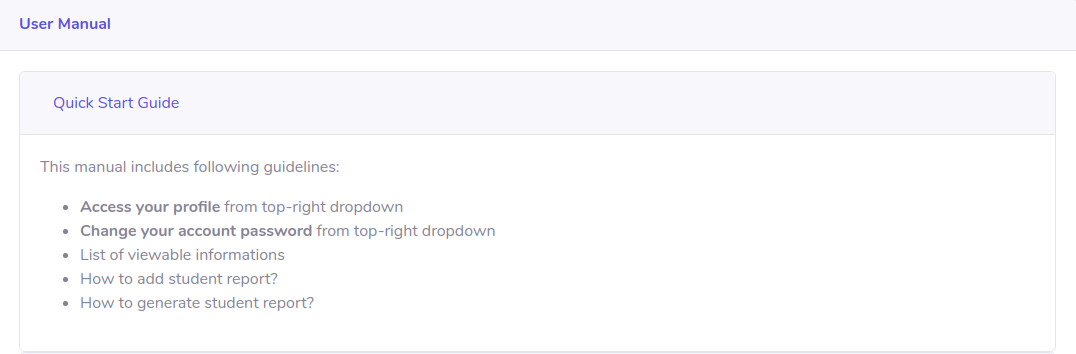 User Manual
Quick Start Guide
This manual includes following guidelines:
Access your profile from top-right dropdown
Change your account password from top-right dropdown
List of viewable informations
How to add student report?
How to generate student report?